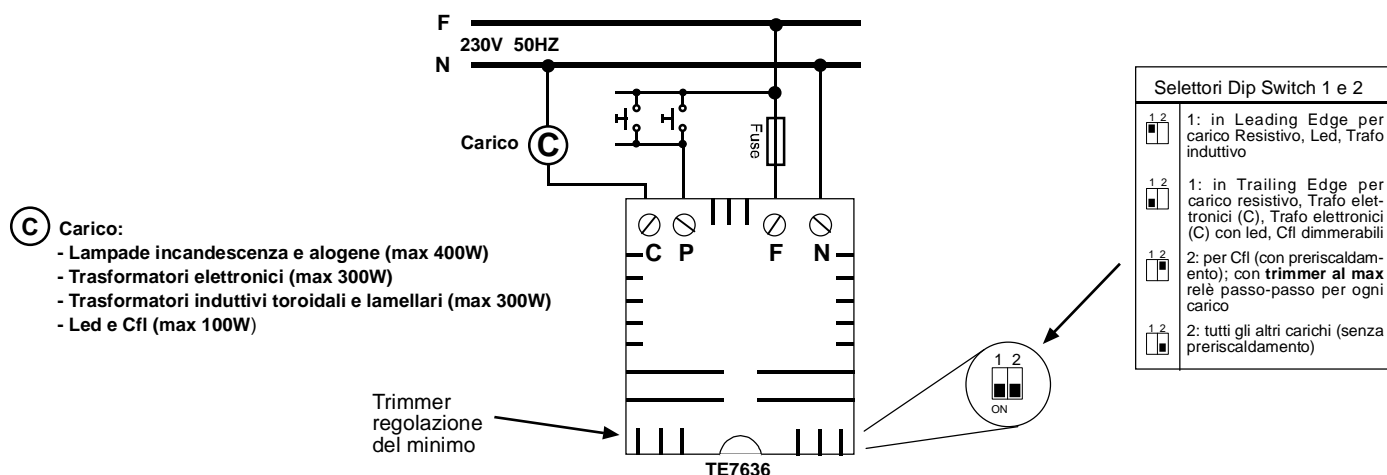 F
230V 50HZ
N
Carico C
Fuse
C P F N
C Carico:
- Lampade incandescenza e alogene (max 400W)
- Trasformatori elettronici (max 300W)
- Trasformatori induttivi toroidali e lamellari (max 300W)
- Led e Cfl (max 100W)
Trimmer
regolazione
del minimo
TE7636
1 2
ON
Selettori Dip Switch 1 e 2
1 2
1: in Leading Edge per
carico Resistivo, Led, Trafo
induttivo
1 2
1: in Trailing Edge per
carico resistivo, Trafo elet-
tronici (C), Trafo elettronici
(C) con led, Cfl dimmerabili
1 2
2: per Cfl (con preriscaldam-
ento); con trimmer al max
relè passo-passo per ogni
carico
1 2
2: tutti gli altri carichi (senza
preriscaldamento)